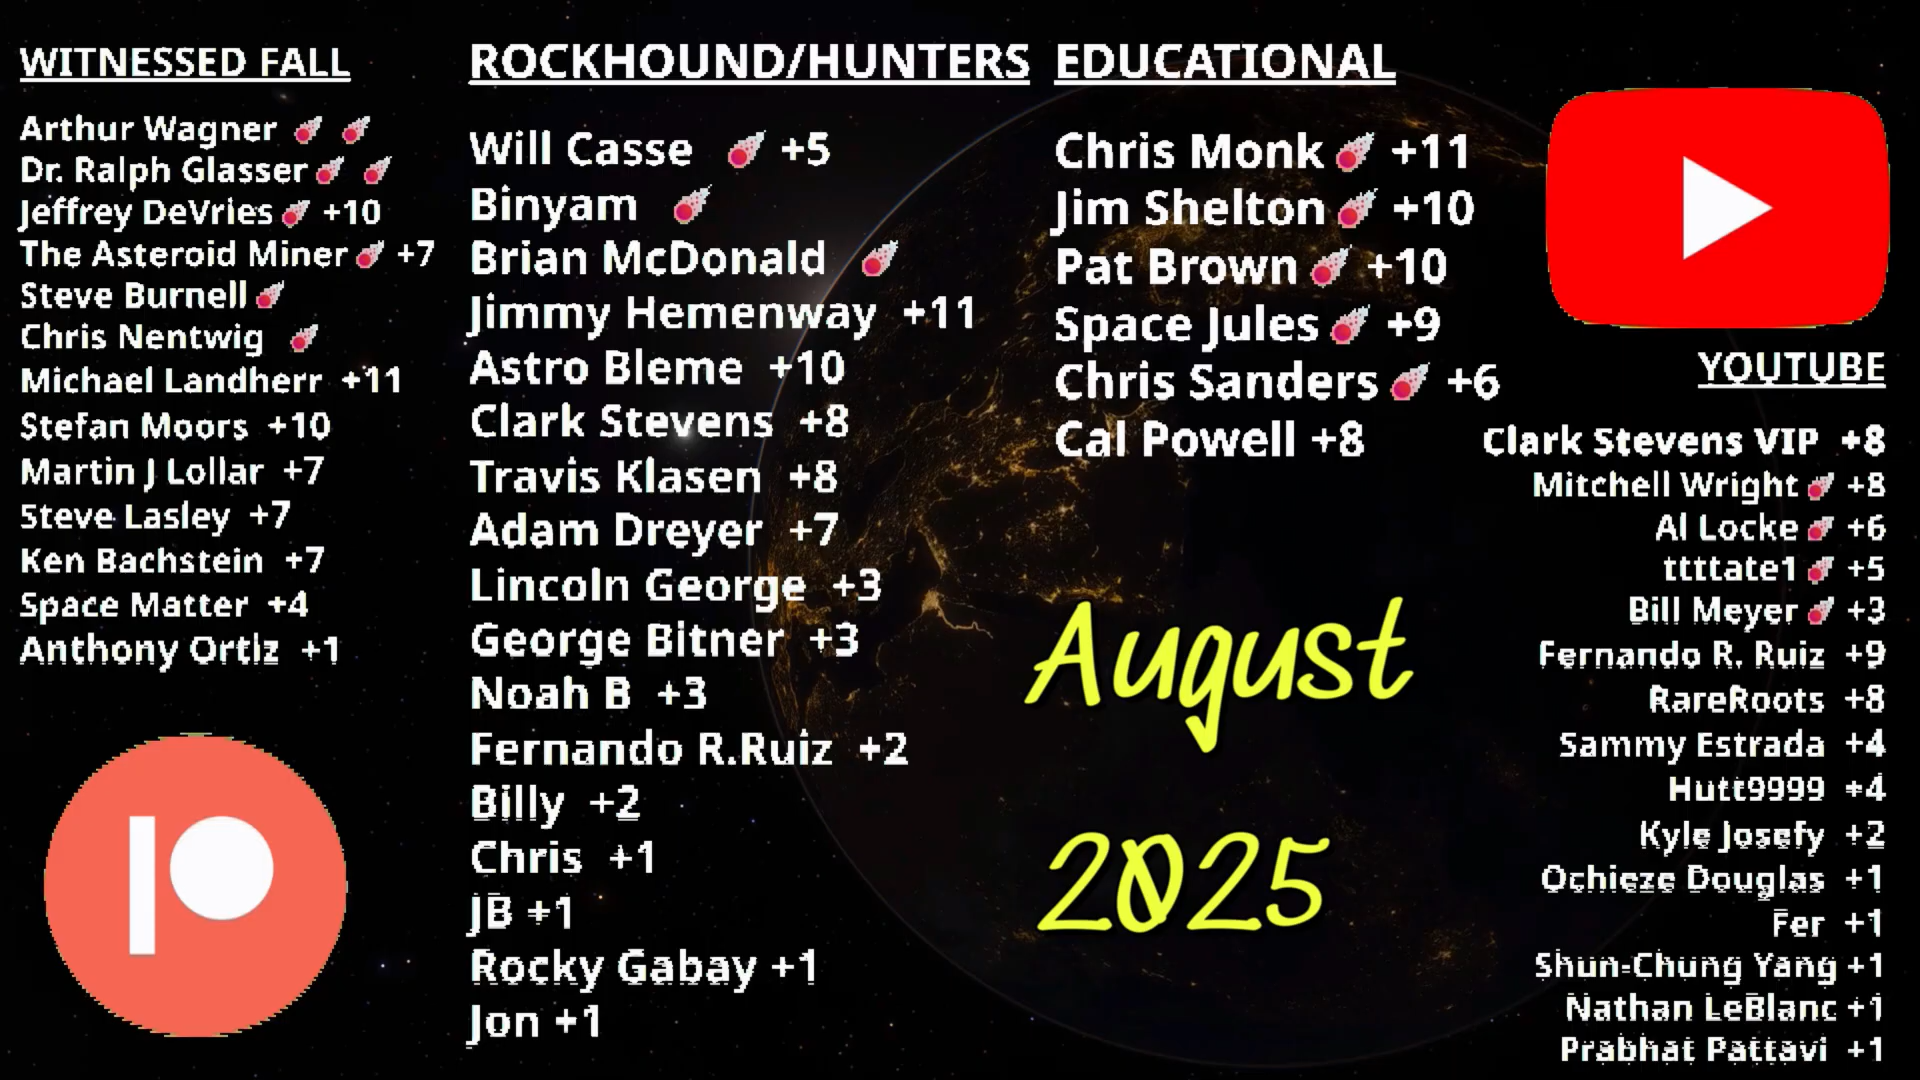 WITNESSED FALL
Arthur Wagner ☄️ ☄️
Dr. Ralph Glasser ☄️ ☄️
Jeffrey DeVries ☄️ +10
The Asteroid Miner ☄️ +7
Steve Burnell ☄️
Chris Nentwig ☄️
Michael Landherr +11
Stefan Moors +10
Martin J Lollar +7
Steve Lasley +7
Ken Bachstein +7
Space Matter +4
Anthony Ortiz +1
ROCKHOUND/HUNTERS
Will Casse ☄️ +5
Binyam ☄️
Brian McDonald ☄️
Jimmy Hemenway +11
Astro Bleme +10
Clark Stevens +8
Travis Klasen +8
Adam Dreyer +7
Lincoln George +3
George Bitner +3
Noah B +3
Fernando R.Ruiz +2
Billy +2
Chris +1
JB +1
Rocky Gabay +1
Jon +1
EDUCATIONAL
Chris Monk ☄️ +11
Jim Shelton ☄️ +10
Pat Brown ☄️ +10
Space Jules ☄️ +9
Chris Sanders ☄️ +6
Cal Powell +8
August
2025
YOUTUBE
Clark Stevens VIP +8
Mitchell Wright ☄️ +8
Al Locke ☄️ +6
ttttate1 ☄️ +5
Bill Meyer ☄️ +3
Fernando R. Ruiz +9
RareRoots +8
Sammy Estrada +4
Hutt9999 +4
Kyle Josefy +2
Ochieze Douglas +1
Fer +1
Shun-Chung Yang +1
Nathan LeBlanc +1
Prabhat Pattavi +1